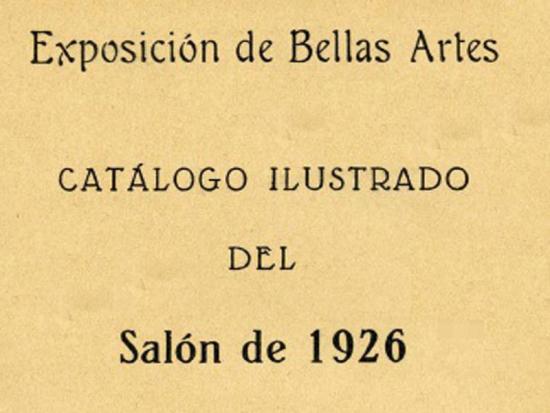 Exposición de Bellas Artes
CATÁLOGO ILUSTRADO
DEL
Salón de 1926